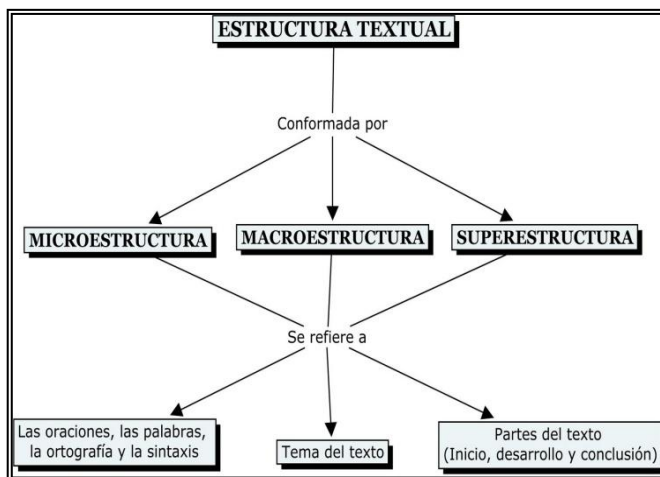 ESTRUCTURA TEXTUAL
Conformada por
MICROESTRUCTURA
MACROESTRUCTURA
SUPERESTRUCTURA
Se refiere a
Las oraciones, las palabras,
la ortografía y la sintaxis
Tema del texto
Partes del texto
(Inicio, desarrollo y conclusión)